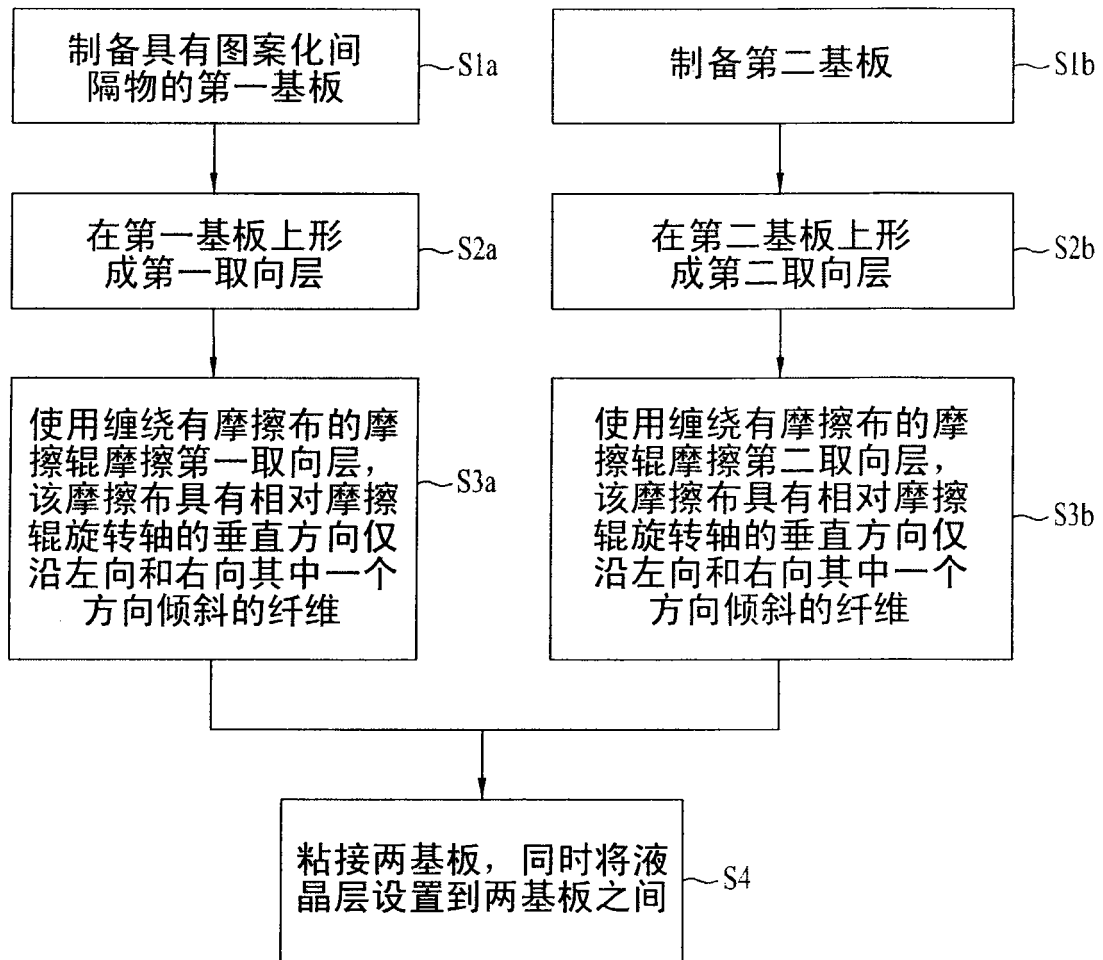 制备具有图案化间
隔物的第一基板
S1a
制备第二基板
S1b
在第一基板上形
成第一取向层
S2a
在第二基板上形
成第二取向层
S2b
使用缠绕有摩擦布的摩
擦辊摩擦第一取向层，
该摩擦布具有相对摩擦
辊旋转轴的垂直方向仅
沿左向和右向其中一个
方向倾斜的纤维
S3a
使用缠绕有摩擦布的摩
擦辊摩擦第二取向层，
该摩擦布具有相对摩擦
辊旋转轴的垂直方向仅
沿左向和右向其中一个
方向倾斜的纤维
S3b
粘接两基板，同时将液
晶层设置到两基板之间
S4